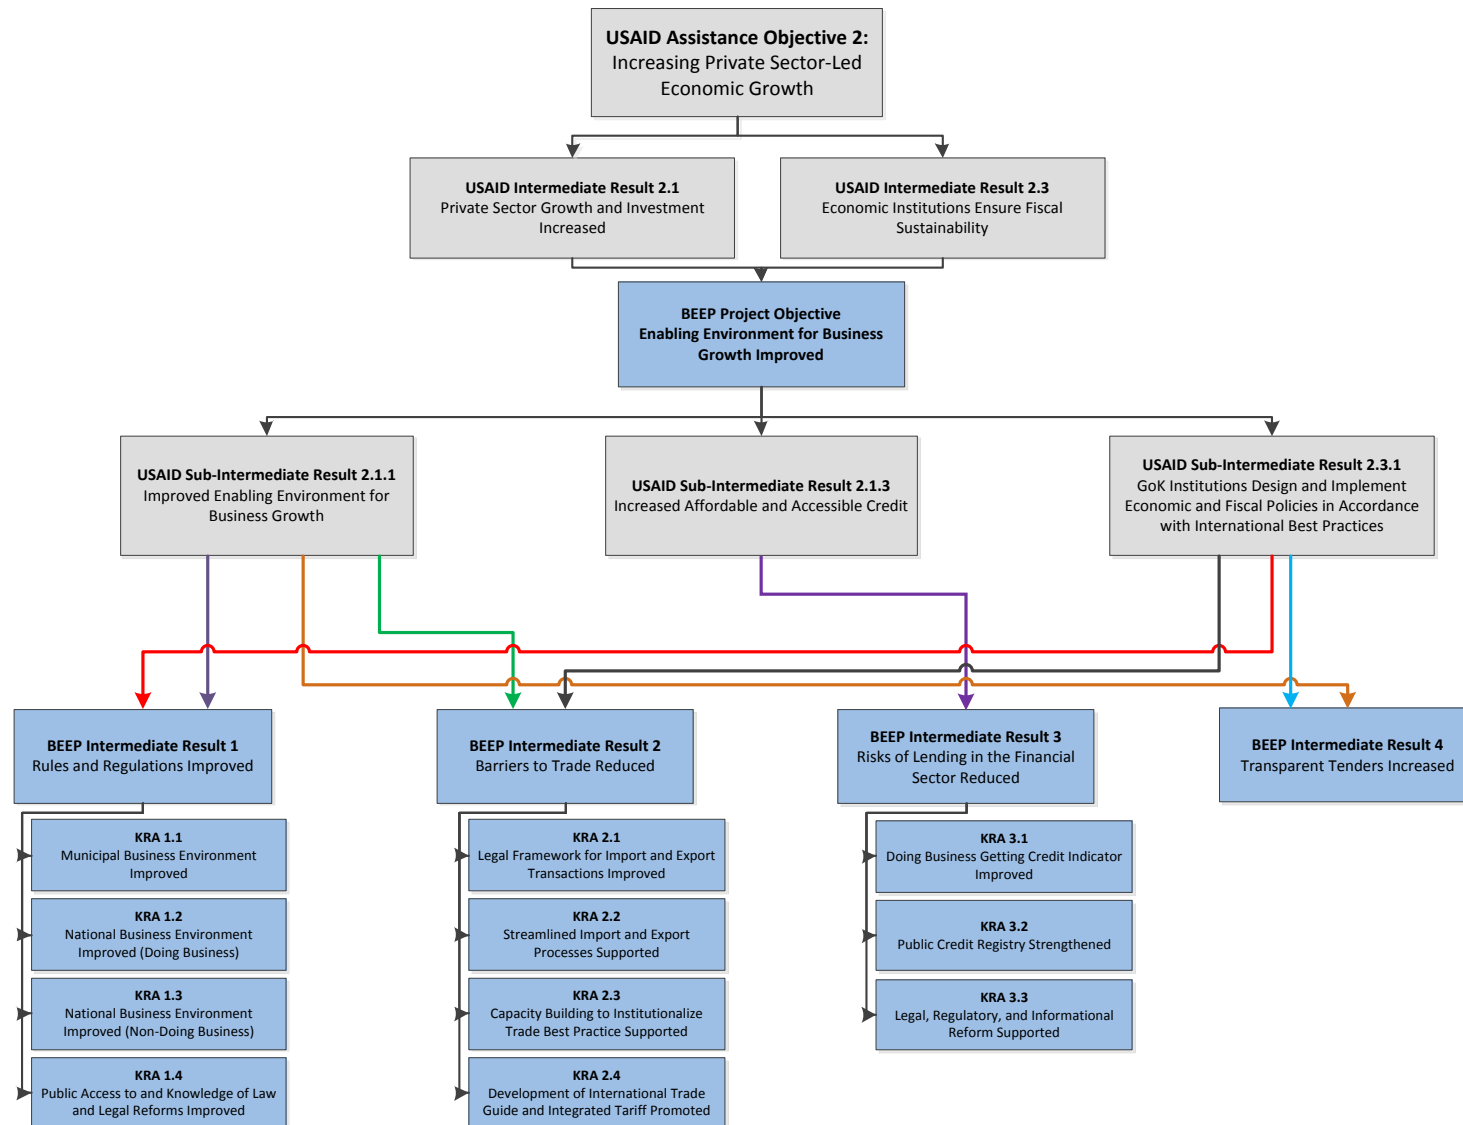 USAID Assistance Objective 2:
Increasing Private Sector-Led
Economic Growth
USAID Intermediate Result 2.1
Private Sector Growth and Investment
Increased
USAID Intermediate Result 2.3
Economic Institutions Ensure Fiscal
Sustainability
BEEP Project Objective
Enabling Environment for Business
Growth Improved
USAID Sub-Intermediate Result 2.1.1
Improved Enabling Environment for
Business Growth
USAID Sub-Intermediate Result 2.1.3
Increased Affordable and Accessible Credit
USAID Sub-Intermediate Result 2.3.1
GoK Institutions Design and Implement
Economic and Fiscal Policies in Accordance
with International Best Practices
BEEP Intermediate Result 1
Rules and Regulations Improved
BEEP Intermediate Result 2
Barriers to Trade Reduced
BEEP Intermediate Result 3
Risks of Lending in the Financial
Sector Reduced
BEEP Intermediate Result 4
Transparent Tenders Increased
KRA 1.1
Municipal Business Environment
Improved
KRA 1.2
National Business Environment
Improved (Doing Business)
KRA 1.3
National Business Environment
Improved (Non-Doing Business)
KRA 1.4
Public Access to and Knowledge of Law
and Legal Reforms Improved
KRA 2.1
Legal Framework for Import and Export
Transactions Improved
KRA 2.2
Streamlined Import and Export
Processes Supported
KRA 2.3
Capacity Building to Institutionalize
Trade Best Practice Supported
KRA 2.4
Development of International Trade
Guide and Integrated Tariff Promoted
KRA 3.1
Doing Business Getting Credit Indicator
Improved
KRA 3.2
Public Credit Registry Strengthened
KRA 3.3
Legal, Regulatory, and Informational
Reform Supported